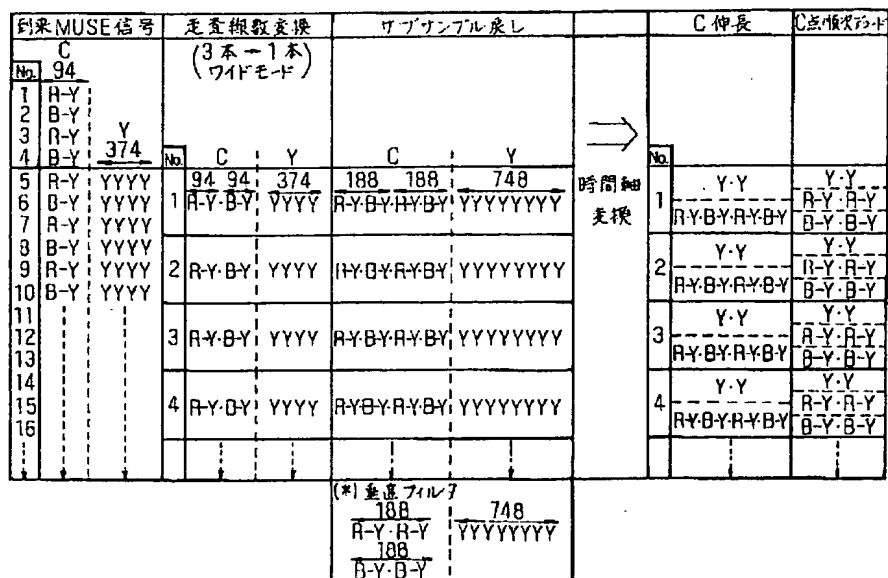 到来MUSE信号 走査線数変換 サブサンプル戻し C伸長 C点順次デコード
(3本→1本)
(ワイドモード)
C
No. 94
1 R-Y
2 B-Y
3 R-Y Y
4 B-Y 374 No. C Y C Y No.
5 R-Y YYYY 94 94 374 188 188 748 時間軸 Y・Y Y・Y
6 B-Y YYYY 1 R-Y・B-Y YYYY R-Y・B-Y・R-Y・B-Y YYYYYYYY 変換 1 R-Y・R-Y
7 R-Y YYYY R-Y・B-Y・R-Y・B-Y B-Y・B-Y
8 B-Y YYYY Y・Y Y・Y
9 R-Y YYYY 2 R-Y・B-Y YYYY R-Y・B-Y・R-Y・B-Y YYYYYYYY 2 R-Y・R-Y
10 B-Y YYYY R-Y・B-Y・R-Y・B-Y B-Y・B-Y
11 Y・Y Y・Y
12 3 R-Y・B-Y YYYY R-Y・B-Y・R-Y・B-Y YYYYYYYY 3 R-Y・R-Y
13 R-Y・B-Y・R-Y・B-Y B-Y・B-Y
14 Y・Y Y・Y
15 4 R-Y・B-Y YYYY R-Y・B-Y・R-Y・B-Y YYYYYYYY 4 R-Y・R-Y
16 R-Y・B-Y・R-Y・B-Y B-Y・B-Y
(*)垂直フィルタ
188 748
R-Y・R-Y YYYYYYYY
188
B-Y・B-Y